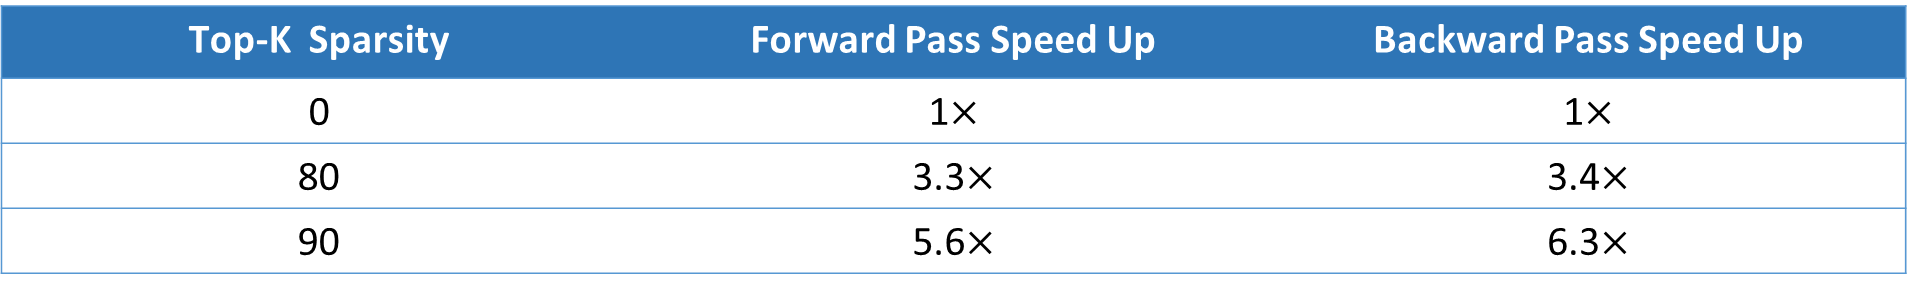 Top-K Sparsity Forward Pass Speed Up Backward Pass Speed Up
0 1× 1×
80 3.3× 3.4×
90 5.6× 6.3×